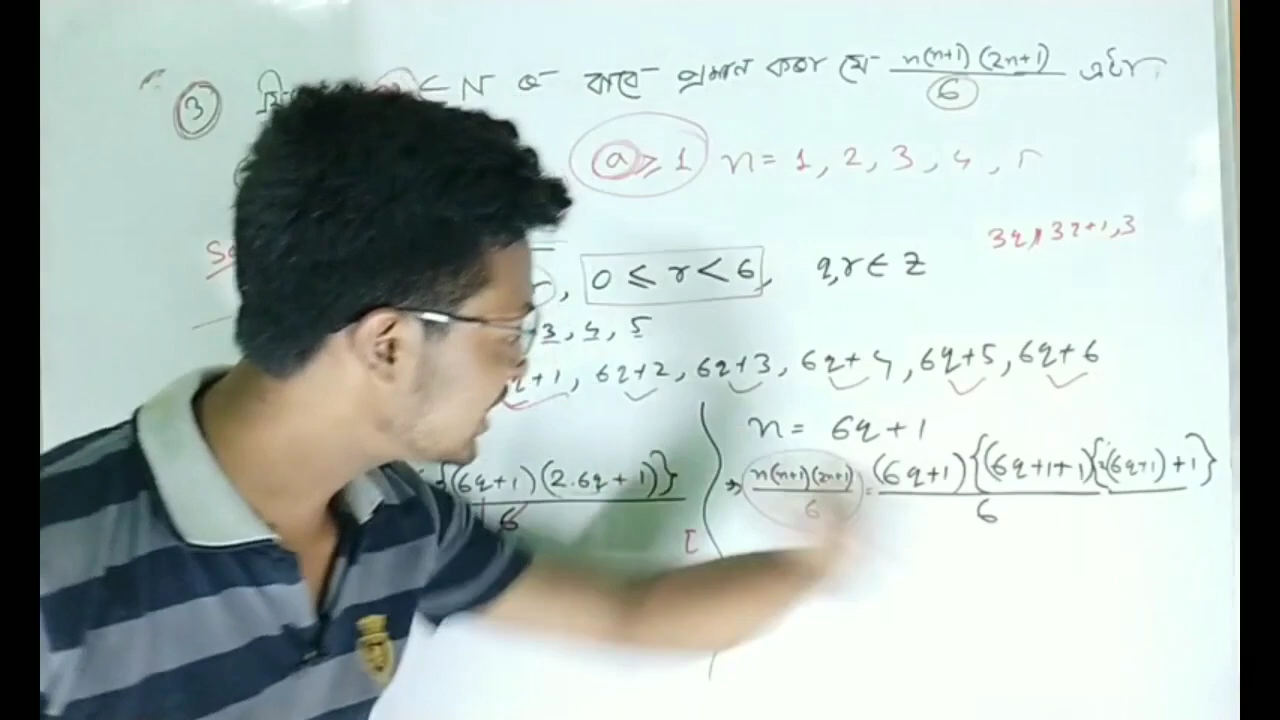 3 ⊂ N প্রমাণ কর যে n(n+1)(2n+1)/6
a ≥ 1 n = 1, 2, 3, 4, 5
3q, 3q+1, 3
, 0 ≤ r < 6, q,r ∈ Z
3, 4, 5
q+1, 6q+2, 6q+3, 6q+4, 6q+5, 6q+6
{(6q+1)(2.6q+1)}/6
[
n = 6q+1
⇒ n(n+1)(2n+1)/6 = (6q+1){(6q+1+1){2(6q+1)+1}/6